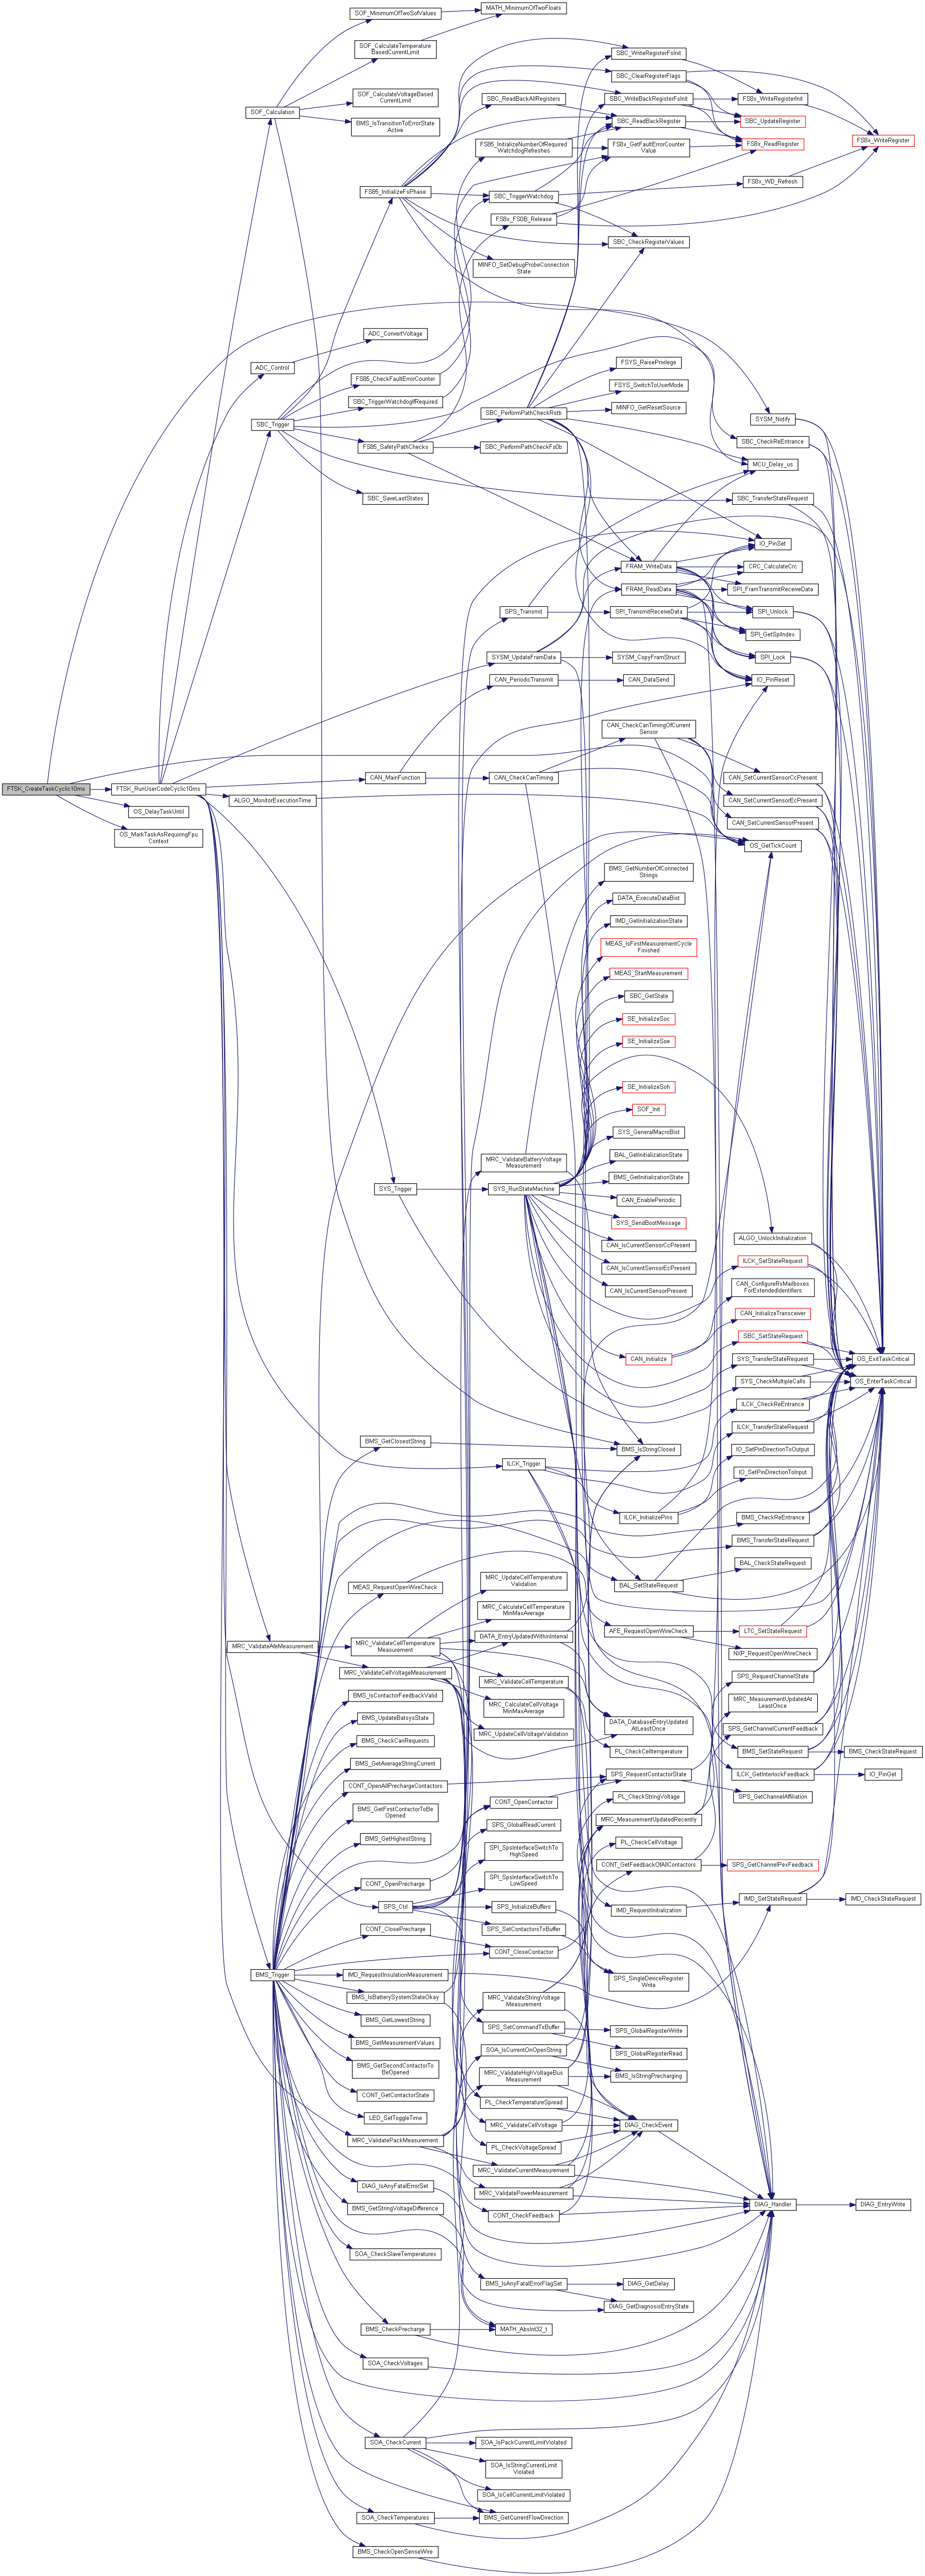 SOF_MinimumOfTwoSofValues
MATH_MinimumOfTwoFloats
SOF_CalculateTemperature
BasedCurrentLimit
SOF_CalculateVoltageBased
CurrentLimit
SOF_Calculation
BMS_IsTransitionToErrorState
Active
SBC_WriteRegisterFsInit
SBC_ClearRegisterFlags
SBC_ReadBackAllRegisters
SBC_WriteBackRegisterFsInit
FS8x_WriteRegisterInit
SBC_ReadBackRegister
SBC_UpdateRegister
FS85_InitializeNumberOfRequired
WatchdogRefreshes
FS8x_GetFaultErrorCounter
Value
FS8x_ReadRegister
FS8x_WriteRegister
FS85_InitializeFsPhase
SBC_TriggerWatchdog
FS8x_WD_Refresh
FS8x_FS0B_Release
SBC_CheckRegisterValues
MINFO_SetDebugProbeConnection
State
ADC_ConvertVoltage
ADC_Control
FS85_CheckFaultErrorCounter
SBC_TriggerWatchdogIfRequired
SBC_Trigger
FS85_SafetyPathChecks
SBC_SaveLastStates
FSYS_RaisePrivilege
FSYS_SwitchToUserMode
MINFO_GetResetSource
SBC_PerformPathCheckRstb
SBC_PerformPathCheckFs0b
SYSM_Notify
SBC_CheckReEntrance
MCU_Delay_us
SBC_TransferStateRequest
IO_PinSet
FRAM_WriteData
CRC_CalculateCrc
FRAM_ReadData
SPI_FramTransmitReceiveData
SPS_Transmit
SPI_TransmitReceiveData
SPI_Unlock
SPI_GetSpiIndex
SYSM_UpdateFramData
SYSM_CopyFramStruct
SPI_Lock
CAN_PeriodicTransmit
CAN_DataSend
IO_PinReset
CAN_CheckCanTimingOfCurrent
Sensor
CAN_MainFunction
CAN_CheckCanTiming
CAN_SetCurrentSensorCcPresent
FTSK_CreateTaskCyclic10ms
FTSK_RunUserCodeCyclic10ms
ALGO_MonitorExecutionTime
CAN_SetCurrentSensorEcPresent
OS_DelayTaskUntil
CAN_SetCurrentSensorPresent
OS_MarkTaskAsRequiringFpu
Context
OS_GetTickCount
BMS_GetNumberOfConnected
Strings
DATA_ExecuteDataBist
IMD_GetInitializationState
MEAS_IsFirstMeasurementCycle
Finished
MEAS_StartMeasurement
SBC_GetState
SE_InitializeSoc
SE_InitializeSoe
SE_InitializeSoh
SOF_Init
SYS_GeneralMacroBist
MRC_ValidateBatteryVoltage
Measurement
BAL_GetInitializationState
BMS_GetInitializationState
SYS_Trigger
SYS_RunStateMachine
CAN_EnablePeriodic
SYS_SendBootMessage
CAN_IsCurrentSensorCcPresent
CAN_IsCurrentSensorEcPresent
CAN_IsCurrentSensorPresent
ALGO_UnlockInitialization
ILCK_SetStateRequest
CAN_ConfigureRxMailboxes
ForExtendedIdentifiers
CAN_InitializeTransceiver
SBC_SetStateRequest
CAN_Initialize
SYS_TransferStateRequest
OS_ExitTaskCritical
SYS_CheckMultipleCalls
OS_EnterTaskCritical
ILCK_CheckReEntrance
ILCK_TransferStateRequest
BMS_GetClosestString
BMS_IsStringClosed
IO_SetPinDirectionToOutput
ILCK_Trigger
IO_SetPinDirectionToInput
ILCK_InitializePins
BMS_CheckReEntrance
BMS_TransferStateRequest
BAL_CheckStateRequest
BAL_SetStateRequest
MEAS_RequestOpenWireCheck
MRC_UpdateCellTemperature
Validation
MRC_CalculateCellTemperature
MinMaxAverage
AFE_RequestOpenWireCheck
LTC_SetStateRequest
MRC_ValidateAfeMeasurement
MRC_ValidateCellTemperature
Measurement
DATA_EntryUpdatedWithinInterval
NXP_RequestOpenWireCheck
MRC_ValidateCellVoltageMeasurement
MRC_ValidateCellTemperature
SPS_RequestChannelState
BMS_IsContactorFeedbackValid
MRC_CalculateCellVoltage
MinMaxAverage
MRC_MeasurementUpdatedAt
LeastOnce
BMS_UpdateBatsysState
MRC_UpdateCellVoltageValidation
DATA_DatabaseEntryUpdated
AtLeastOnce
SPS_GetChannelCurrentFeedback
BMS_CheckCanRequests
PL_CheckCelltemperature
BMS_SetStateRequest
BMS_CheckStateRequest
BMS_GetAverageStringCurrent
SPS_RequestContactorState
ILCK_GetInterlockFeedback
IO_PinGet
CONT_OpenAllPrechargeContactors
PL_CheckStringVoltage
SPS_GetChannelAffiliation
BMS_GetFirstContactorToBe
Opened
CONT_OpenContactor
MRC_MeasurementUpdatedRecently
SPS_GlobalReadCurrent
BMS_GetHighestString
SPI_SpsInterfaceSwitchTo
HighSpeed
PL_CheckCellVoltage
CONT_OpenPrecharge
SPI_SpsInterfaceSwitchTo
LowSpeed
CONT_GetFeedbackOfAllContactors
SPS_GetChannelPexFeedback
SPS_Ctrl
SPS_InitializeBuffers
IMD_RequestInitialization
IMD_SetStateRequest
IMD_CheckStateRequest
CONT_ClosePrecharge
SPS_SetContactorsTxBuffer
CONT_CloseContactor
BMS_Trigger
IMD_RequestInsulationMeasurement
SPS_SingleDeviceRegister
Write
BMS_IsBatterySystemStateOkay
MRC_ValidateStringVoltage
Measurement
BMS_GetLowestString
SPS_SetCommandTxBuffer
SPS_GlobalRegisterWrite
BMS_GetMeasurementValues
SOA_IsCurrentOnOpenString
SPS_GlobalRegisterRead
BMS_GetSecondContactorTo
BeOpened
MRC_ValidateHighVoltageBus
Measurement
BMS_IsStringPrecharging
CONT_GetContactorState
PL_CheckTemperatureSpread
LED_SetToggleTime
MRC_ValidateCellVoltage
DIAG_CheckEvent
MRC_ValidatePackMeasurement
PL_CheckVoltageSpread
MRC_ValidateCurrentMeasurement
DIAG_IsAnyFatalErrorSet
MRC_ValidatePowerMeasurement
DIAG_Handler
DIAG_EntryWrite
BMS_GetStringVoltageDifference
CONT_CheckFeedback
SOA_CheckSlaveTemperatures
BMS_IsAnyFatalErrorFlagSet
DIAG_GetDelay
DIAG_GetDiagnosisEntryState
BMS_CheckPrecharge
MATH_AbsInt32_t
SOA_CheckVoltages
SOA_CheckCurrent
SOA_IsPackCurrentLimitViolated
SOA_IsStringCurrentLimit
Violated
SOA_IsCellCurrentLimitViolated
SOA_CheckTemperatures
BMS_GetCurrentFlowDirection
BMS_CheckOpenSenseWire